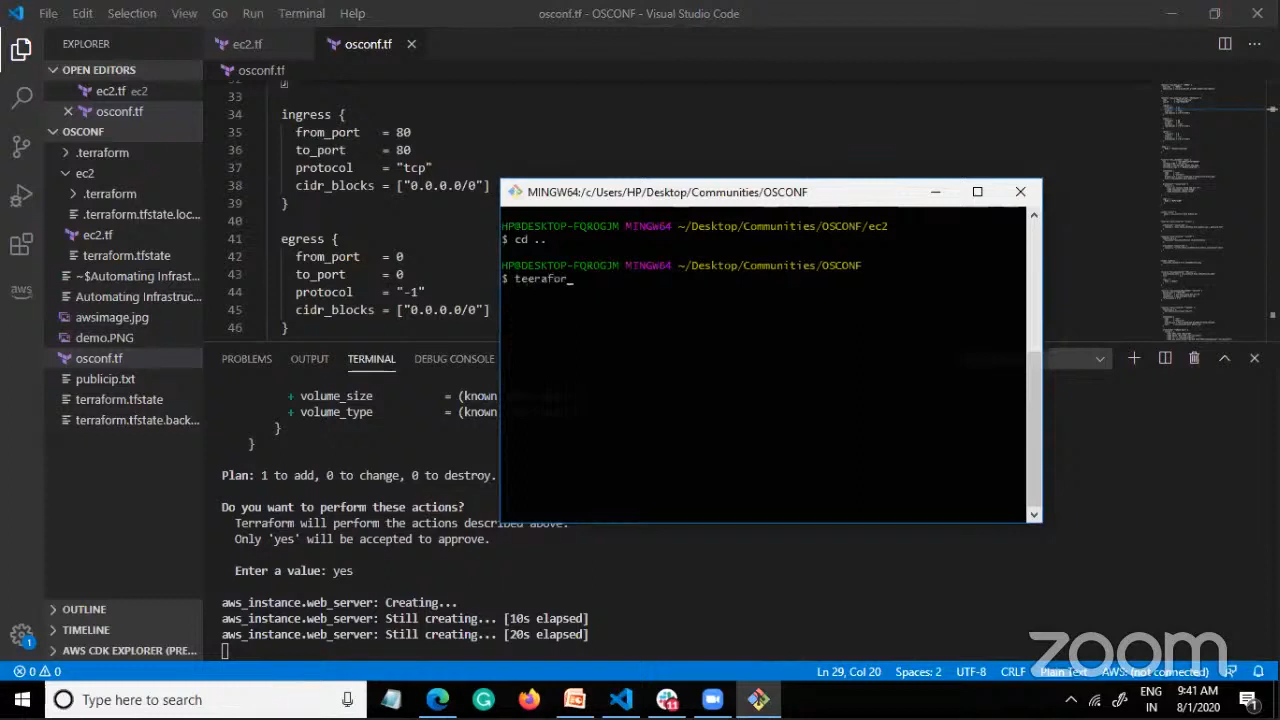 File Edit Selection View Go Run Terminal Help osconf.tf - OSCONF - Visual Studio Code
EXPLORER
OPEN EDITORS
ec2.tf ec2
osconf.tf
OSCONF
.terraform
ec2
.terraform
.terraform.tfstate.loc...
ec2.tf
terraform.tfstate
~$Automating Infrast...
Automating Infrastruc...
awsimage.jpg
demo.PNG
osconf.tf
publicip.txt
terraform.tfstate
terraform.tfstate.back...
OUTLINE
TIMELINE
AWS CDK EXPLORER (PRE...
aws
1
ec2.tf osconf.tf
osconf.tf
32 }
33
34 ingress {
35 from_port = 80
36 to_port = 80
37 protocol = "tcp"
38 cidr_blocks = ["0.0.0.0/0"]
39 }
40
41 egress {
42 from_port = 0
43 to_port = 0
44 protocol = "-1"
45 cidr_blocks = ["0.0.0.0/0"]
46 }
PROBLEMS OUTPUT TERMINAL DEBUG CONSOLE
+ volume_size = (known
+ volume_type = (known
}
}
Plan: 1 to add, 0 to change, 0 to destroy.
Do you want to perform these actions?
Terraform will perform the actions described above.
Only 'yes' will be accepted to approve.
Enter a value: yes
aws_instance.web_server: Creating...
aws_instance.web_server: Still creating... [10s elapsed]
aws_instance.web_server: Still creating... [20s elapsed]
MINGW64:/c/Users/HP/Desktop/Communities/OSCONF
HP@DESKTOP-FQROGJM MINGW64 ~/Desktop/Communities/OSCONF/ec2
$ cd ..
HP@DESKTOP-FQROGJM MINGW64 ~/Desktop/Communities/OSCONF
$ teerafor_
zoom
0 0 Ln 29, Col 20 Spaces: 2 UTF-8 CRLF Plain Text AWS: (not connected)
Type here to search
11
ENG
IN
9:41 AM
8/1/2020
1